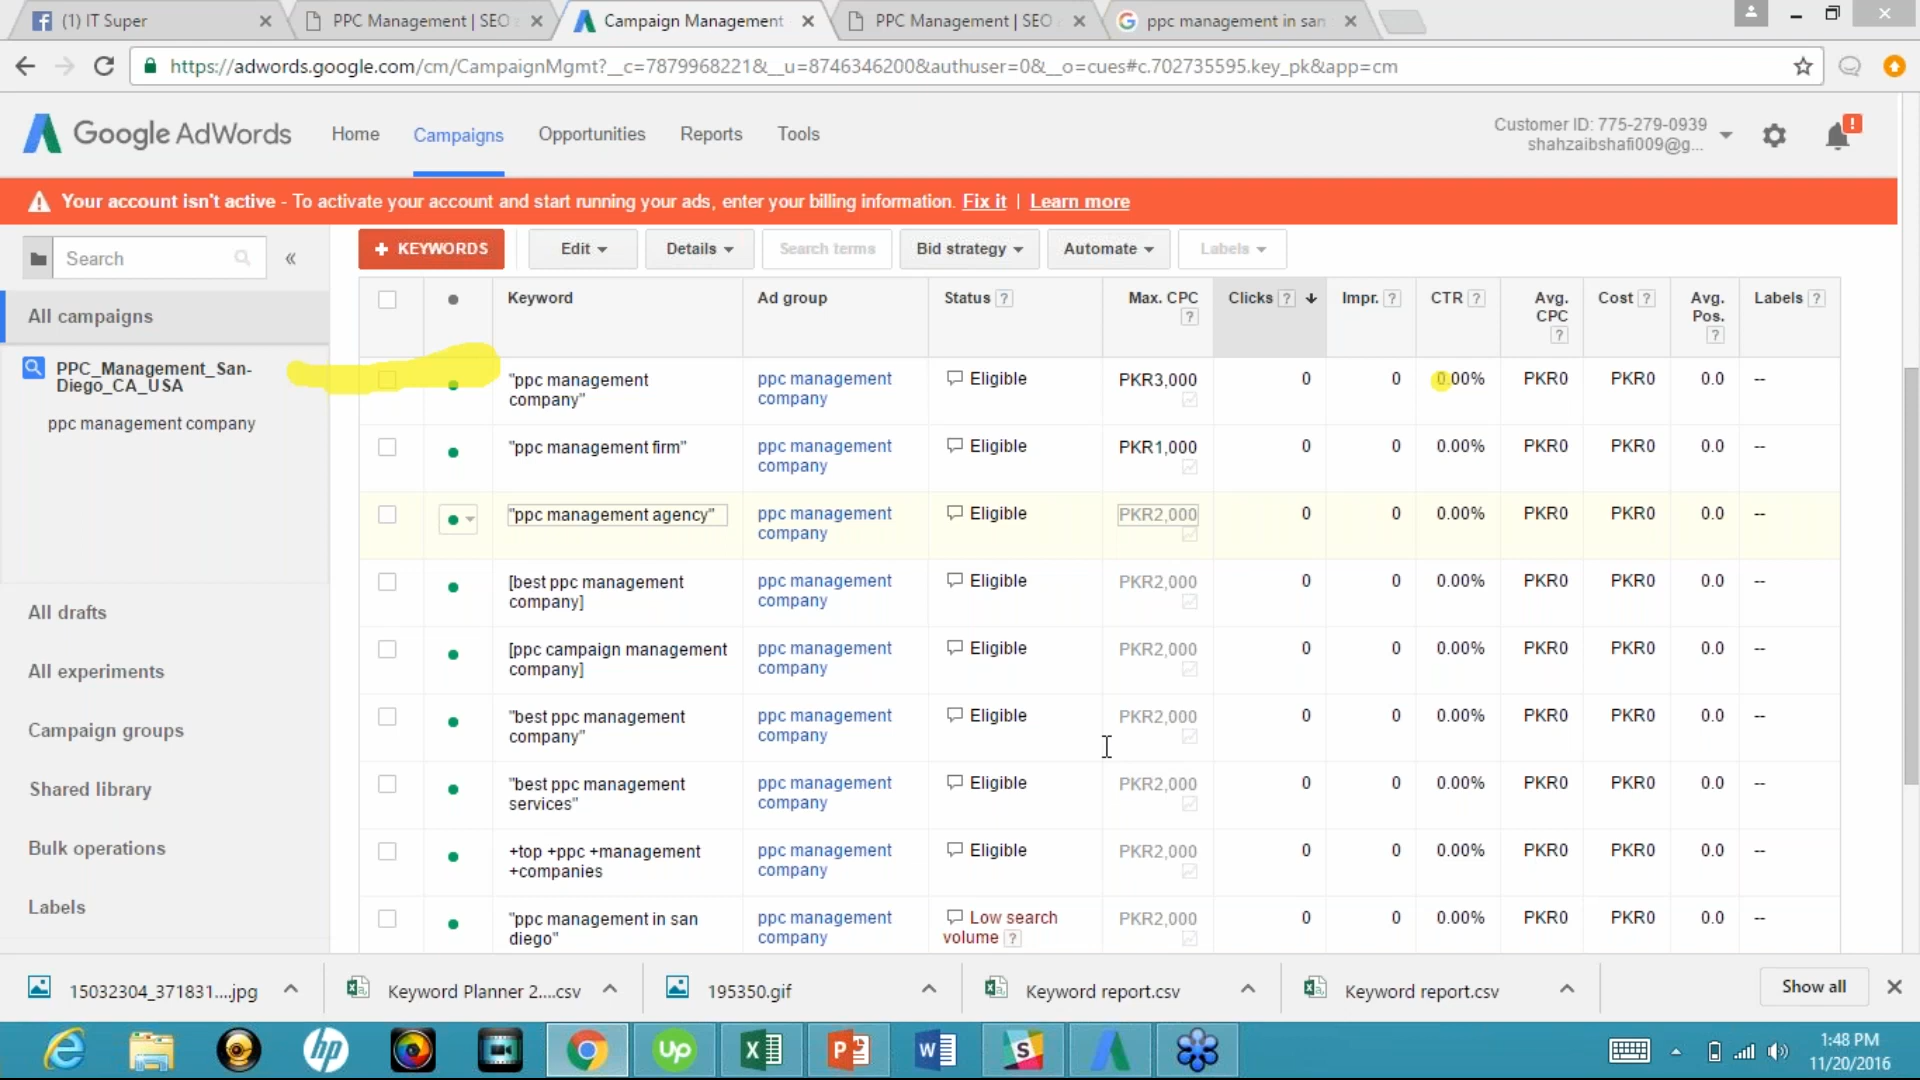 (1) IT Super
PPC Management | SEO
Campaign Management
PPC Management | SEO
ppc management in san
https://adwords.google.com/cm/CampaignMgmt?__c=7879968221&__u=8746346200&authuser=0&__o=cues#c.702735595.key_pk&app=cm
Google AdWords
Home
Campaigns
Opportunities
Reports
Tools
Customer ID: 775-279-0939
shahzaibshafi009@g...
!
Your account isn't active - To activate your account and start running your ads, enter your billing information. Fix it | Learn more
Search
«
+ KEYWORDS
Edit
Details
Search terms
Bid strategy
Automate
Labels
All campaigns
PPC_Management_San-
Diego_CA_USA
ppc management company
All drafts
All experiments
Campaign groups
Shared library
Bulk operations
Labels
Keyword
Ad group
Status ?
Max. CPC
?
Clicks ?
Impr. ?
CTR ?
Avg.
CPC
?
Cost ?
Avg.
Pos.
?
Labels ?
"ppc management
company"
ppc management
company
Eligible
PKR3,000
0
0
0.00%
PKR0
PKR0
0.0
--
"ppc management firm"
ppc management
company
Eligible
PKR1,000
0
0
0.00%
PKR0
PKR0
0.0
--
"ppc management agency"
ppc management
company
Eligible
PKR2,000
0
0
0.00%
PKR0
PKR0
0.0
--
[best ppc management
company]
ppc management
company
Eligible
PKR2,000
0
0
0.00%
PKR0
PKR0
0.0
--
[ppc campaign management
company]
ppc management
company
Eligible
PKR2,000
0
0
0.00%
PKR0
PKR0
0.0
--
"best ppc management
company"
ppc management
company
Eligible
PKR2,000
0
0
0.00%
PKR0
PKR0
0.0
--
"best ppc management
services"
ppc management
company
Eligible
PKR2,000
0
0
0.00%
PKR0
PKR0
0.0
--
+top +ppc +management
+companies
ppc management
company
Eligible
PKR2,000
0
0
0.00%
PKR0
PKR0
0.0
--
"ppc management in san
diego"
ppc management
company
Low search
volume ?
PKR2,000
0
0
0.00%
PKR0
PKR0
0.0
--
15032304_371831....jpg
Keyword Planner 2....csv
195350.gif
Keyword report.csv
Keyword report.csv
Show all
hp
Up
1:48 PM
11/20/2016